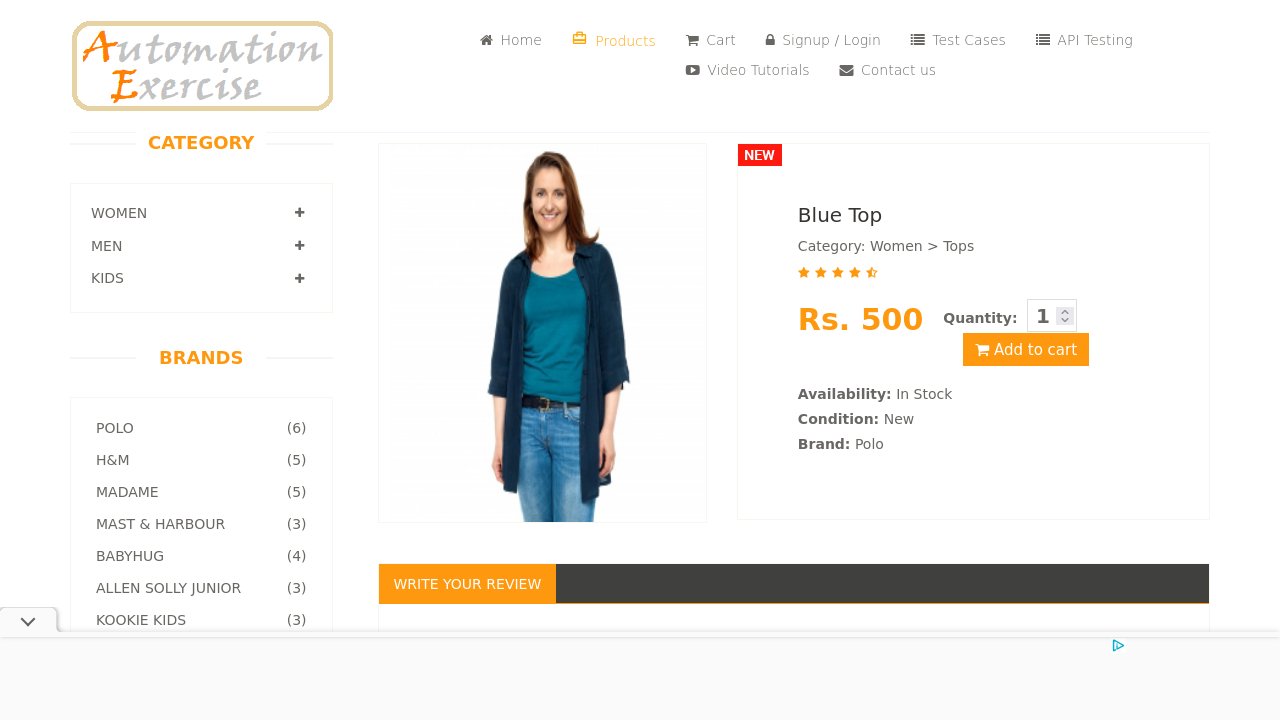 Automation
Exercise
Home
Products
Cart
Signup / Login
Test Cases
API Testing
Video Tutorials
Contact us
CATEGORY
WOMEN
MEN
KIDS
BRANDS
POLO (6)
H&M (5)
MADAME (5)
MAST & HARBOUR (3)
BABYHUG (4)
ALLEN SOLLY JUNIOR (3)
KOOKIE KIDS (3)
NEW
Blue Top
Category: Women > Tops
Rs. 500 Quantity: 1
Add to cart
Availability: In Stock
Condition: New
Brand: Polo
WRITE YOUR REVIEW